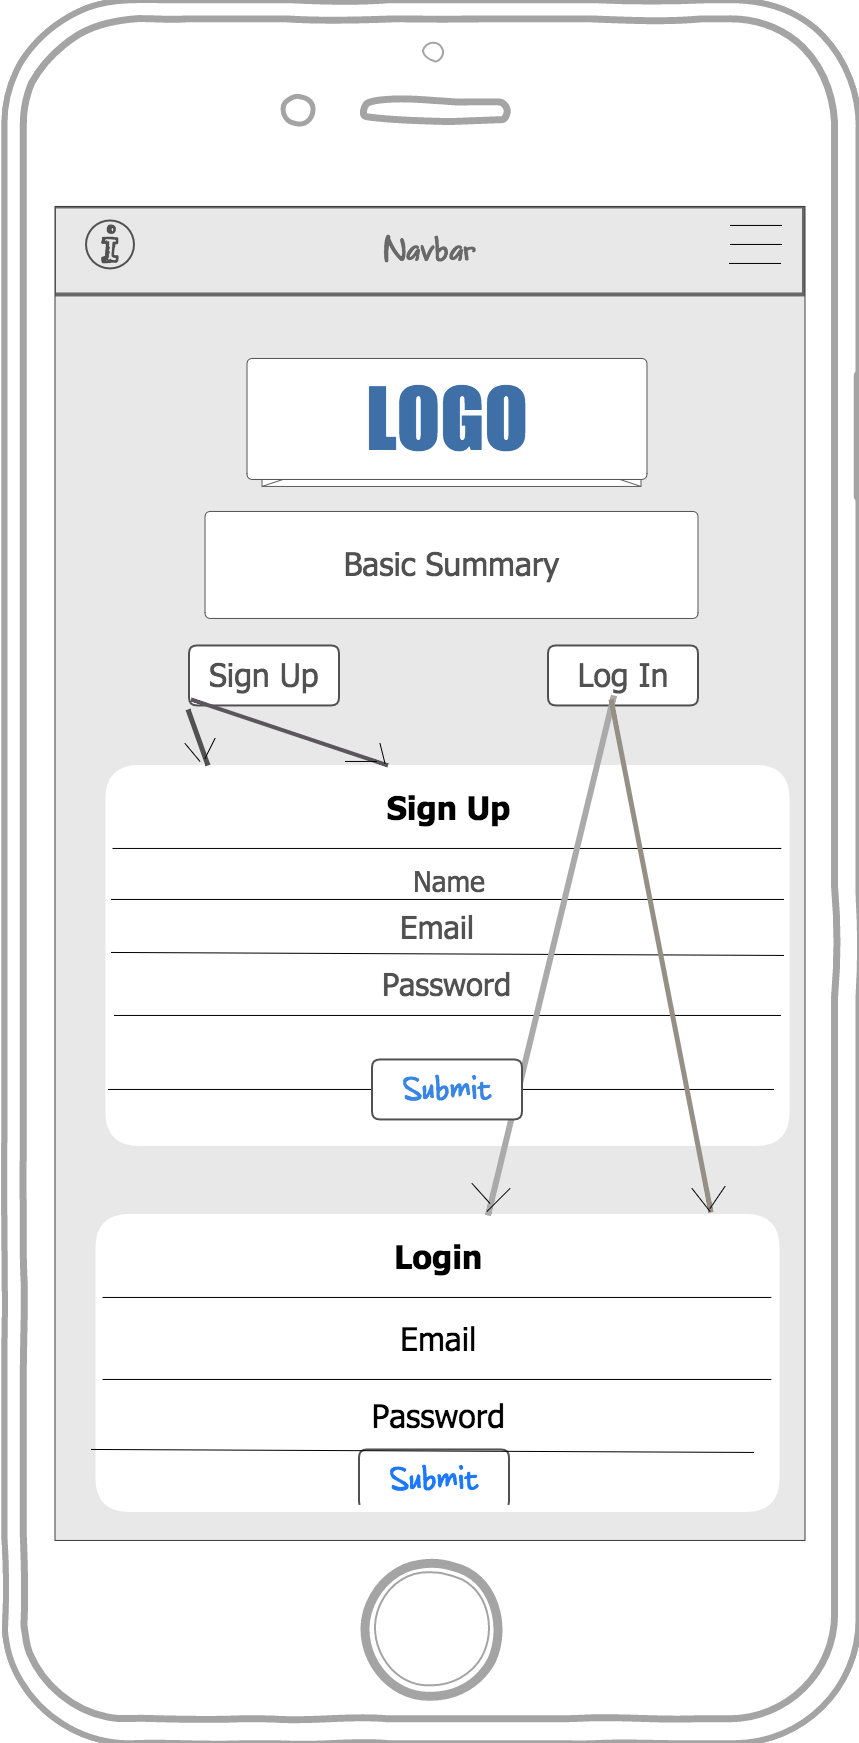 i
Navbar
LOGO
Basic Summary
Sign Up
Log In
Sign Up
Name
Email
Password
Submit
Login
Email
Password
Submit